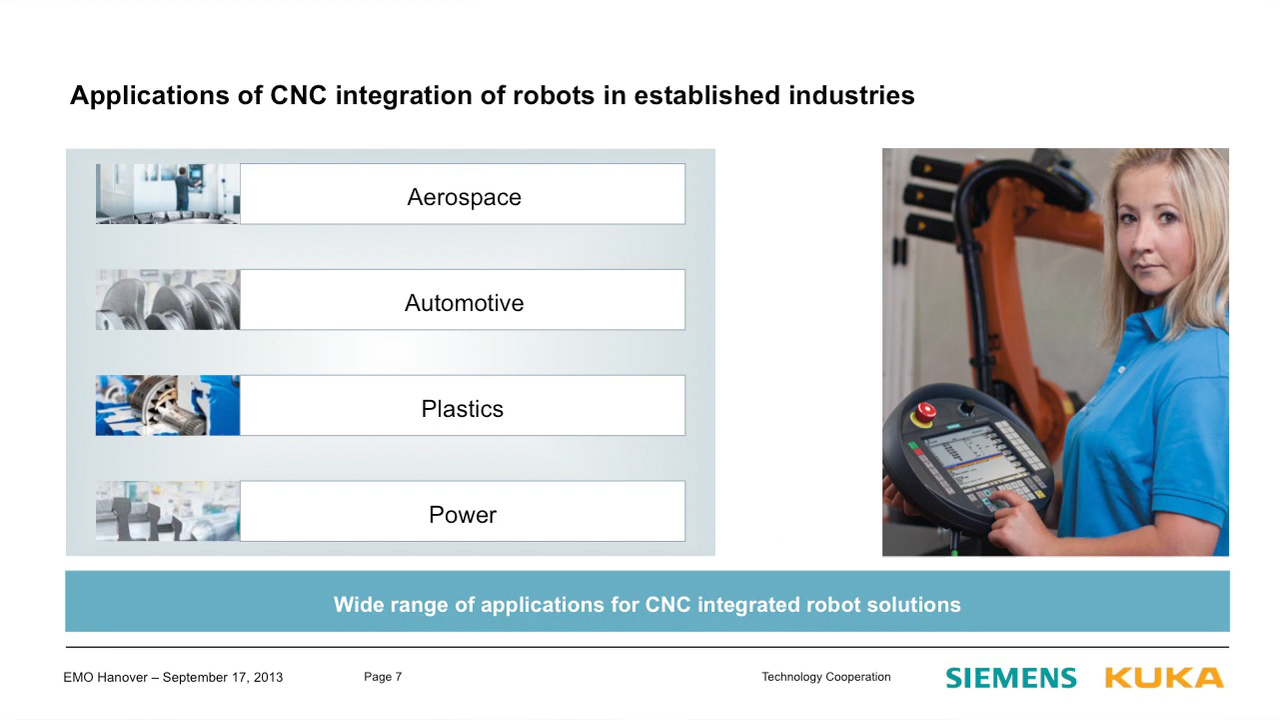 Applications of CNC integration of robots in established industries
Aerospace
Automotive
Plastics
Power
Wide range of applications for CNC integrated robot solutions
EMO Hanover – September 17, 2013
Page 7
Technology Cooperation
SIEMENS
KUKA